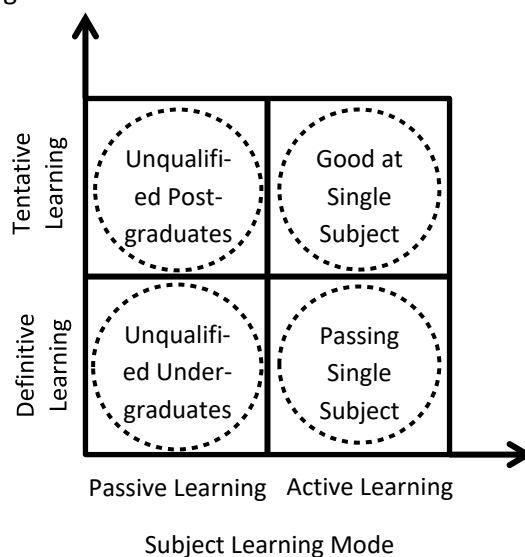 Tentative
Learning
Unqualifi-
ed Post-
graduates
Good at
Single
Subject
Definitive
Learning
Unqualifi-
ed Under-
graduates
Passing
Single
Subject
Passive Learning
Active Learning
Subject Learning Mode